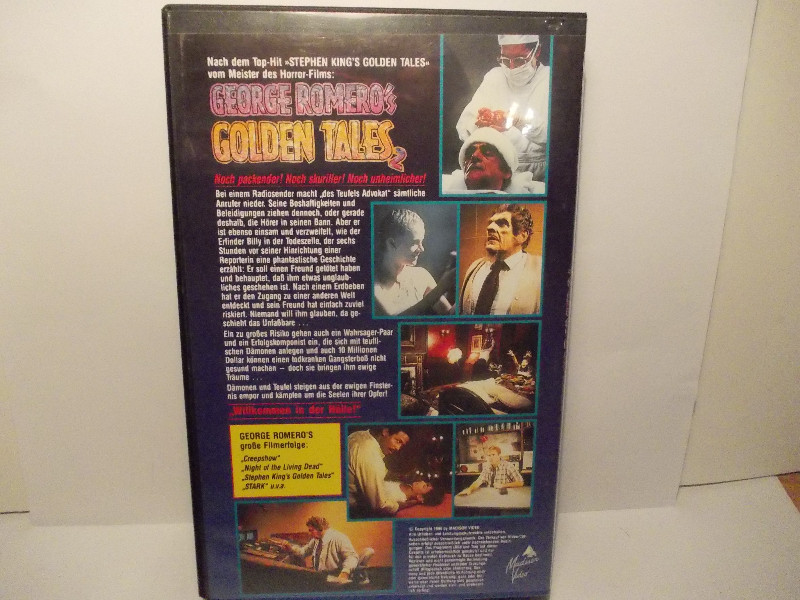 Nach dem Top-Hit »STEPHEN KING'S GOLDEN TALES«
vom Meister des Horror-Films:
GEORGE ROMERO's
GOLDEN TALES 2
Noch packender! Noch skuriller! Noch unheimlicher!
Bei einem Radiosender macht „des Teufels Advokat" sämtliche
Anrufer nieder. Seine Boshaftigkeiten und
Beleidigungen ziehen dennoch, oder gerade
deshalb, die Hörer in seinen Bann. Aber er
ist ebenso einsam und verzweifelt, wie der
Erfinder Billy in der Todeszelle, der sechs
Stunden vor seiner Hinrichtung einer
Reporterin eine phantastische Geschichte
erzählt: Er soll einen Freund getötet haben
und behauptet, daß ihm etwas unglaub-
liches geschehen ist. Nach einem Erdbeben
hat er den Zugang zu einer anderen Welt
entdeckt und sein Freund hat einfach zuviel
riskiert. Niemand will ihm glauben, da ge-
schieht das Unfaßbare ...
Ein zu großes Risiko gehen auch ein Wahrsager-Paar
und ein Erfolgskomponist ein, die sich mit teufli-
schen Dämonen anlegen und auch 10 Millionen
Dollar können einen todkranken Gangsterboß nicht
gesund machen – doch sie bringen ihm ewige
Träume ...
Dämonen und Teufel steigen aus der ewigen Finster-
nis empor und kämpfen um die Seelen ihrer Opfer!
„Willkommen in der Hölle!"
GEORGE ROMERO'S
große Filmerfolge:
„Creepshow"
„Night of the Living Dead"
„Stephen King's Golden Tales"
„STARK" u.v.a.
© Copyright by
Video